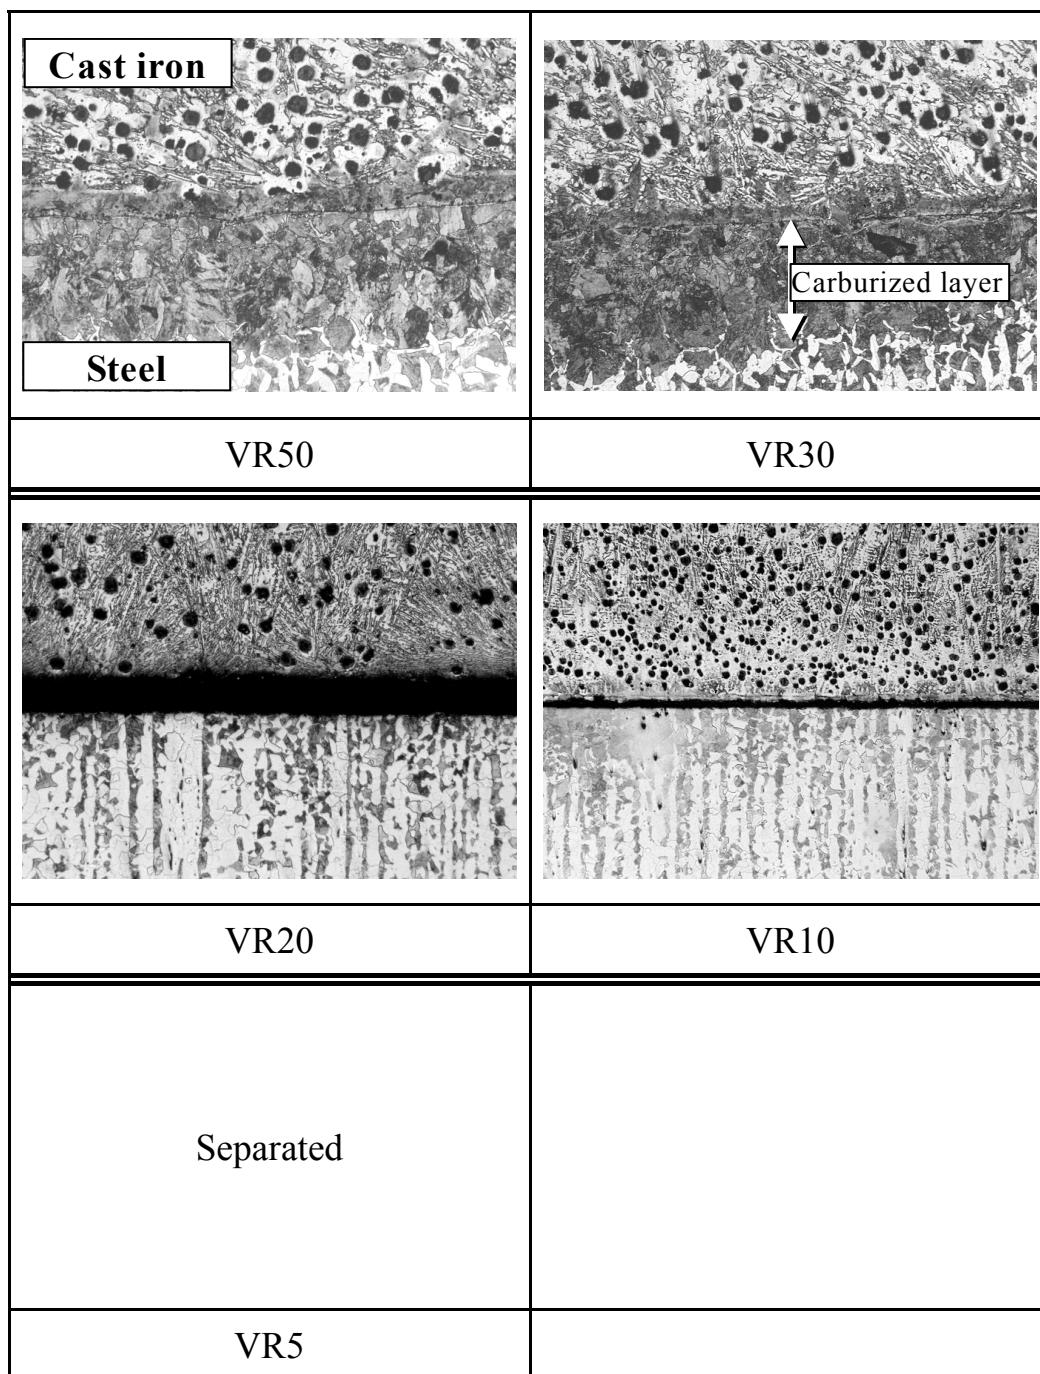 Cast iron
Carburized layer
Steel
VR50
VR30
VR20
VR10
Separated
VR5